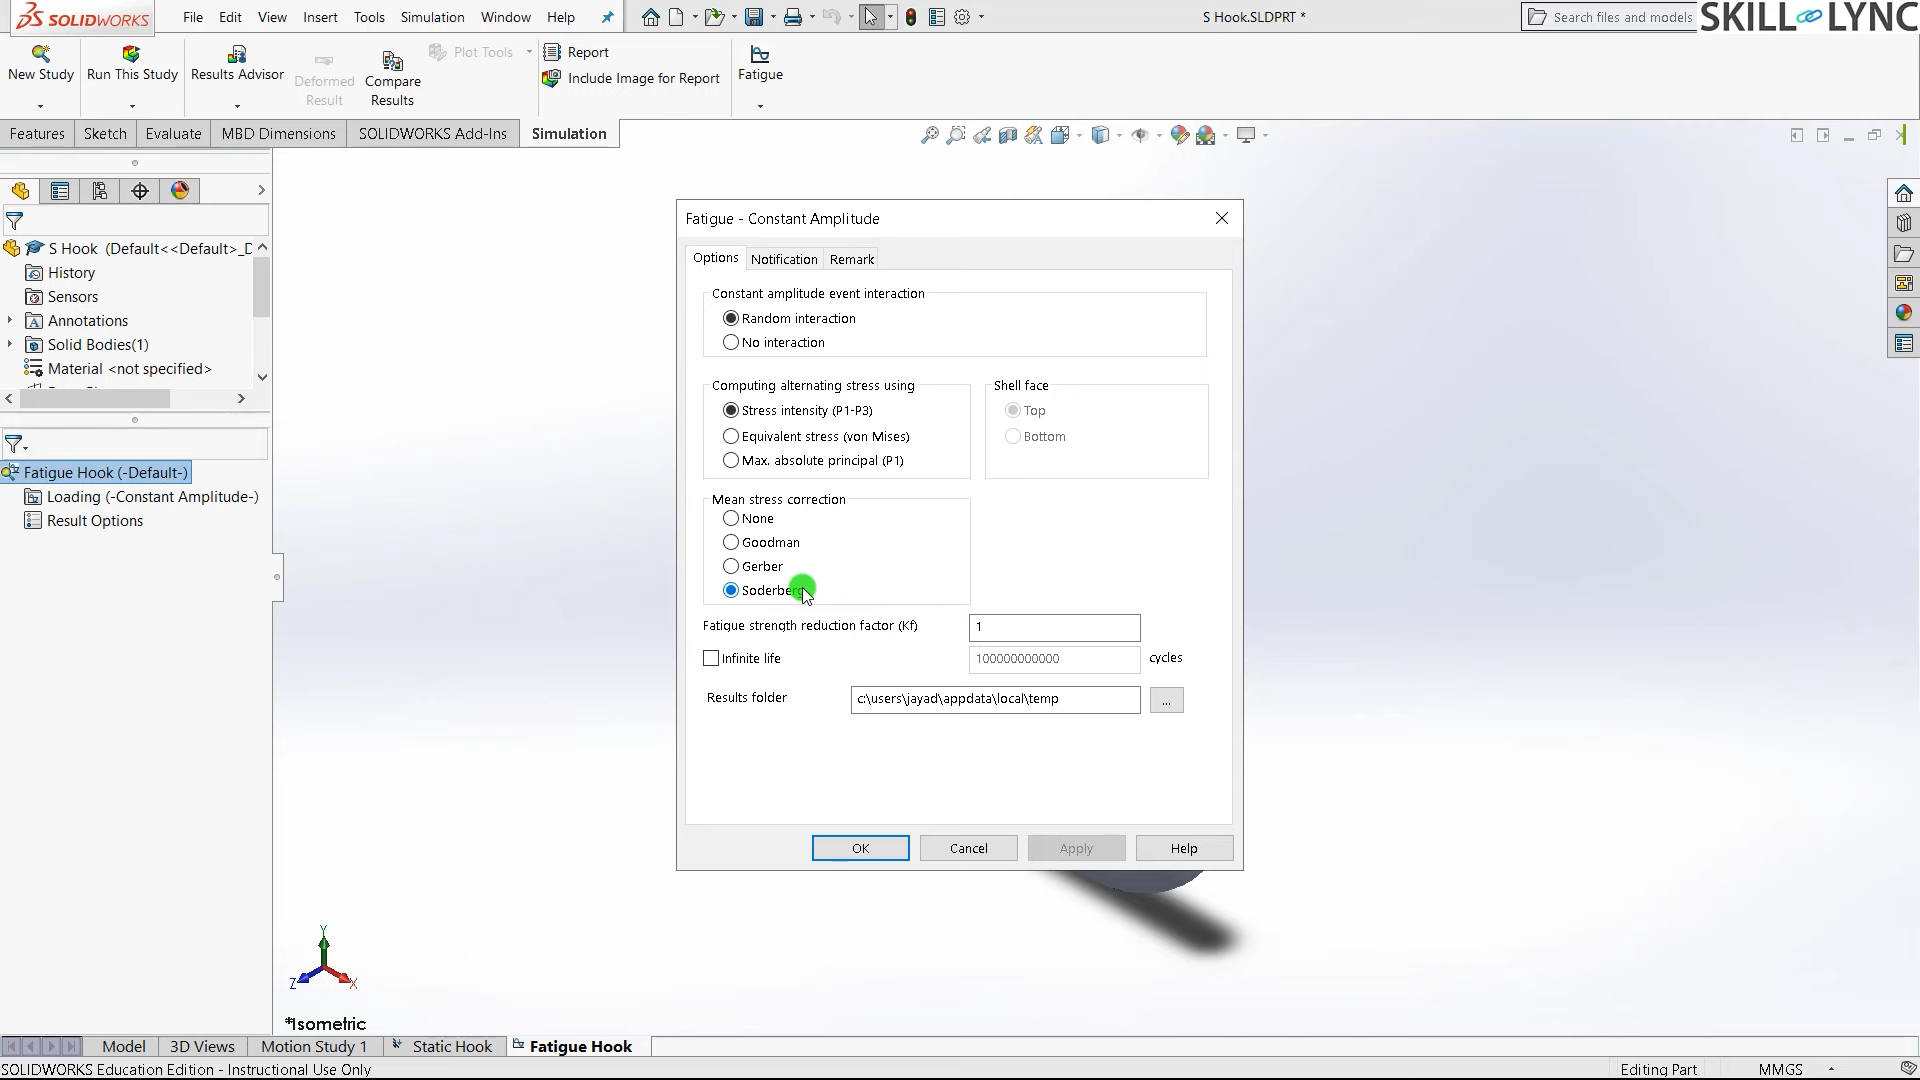 SOLIDWORKS File Edit View Insert Tools Simulation Window Help S Hook.SLDPRT * Search files and models SKILL LYNC
New Study Run This Study Results Advisor Deformed Result Compare Results Plot Tools Report Include Image for Report Fatigue
Features Sketch Evaluate MBD Dimensions SOLIDWORKS Add-Ins Simulation
S Hook (Default<<Default>_D
History
Sensors
Annotations
Solid Bodies(1)
Material <not specified>
Fatigue Hook (-Default-)
Loading (-Constant Amplitude-)
Result Options
Fatigue - Constant Amplitude
Options Notification Remark
Constant amplitude event interaction
Random interaction
No interaction
Computing alternating stress using
Stress intensity (P1-P3)
Equivalent stress (von Mises)
Max. absolute principal (P1)
Shell face
Top
Bottom
Mean stress correction
None
Goodman
Gerber
Soderberg
Fatigue strength reduction factor (Kf) 1
Infinite life 100000000000 cycles
Results folder c:\users\jayad\appdata\local\temp ...
OK Cancel Apply Help
Y
Z X
*Isometric
Model 3D Views Motion Study 1 Static Hook Fatigue Hook
SOLIDWORKS Education Edition - Instructional Use Only Editing Part MMGS